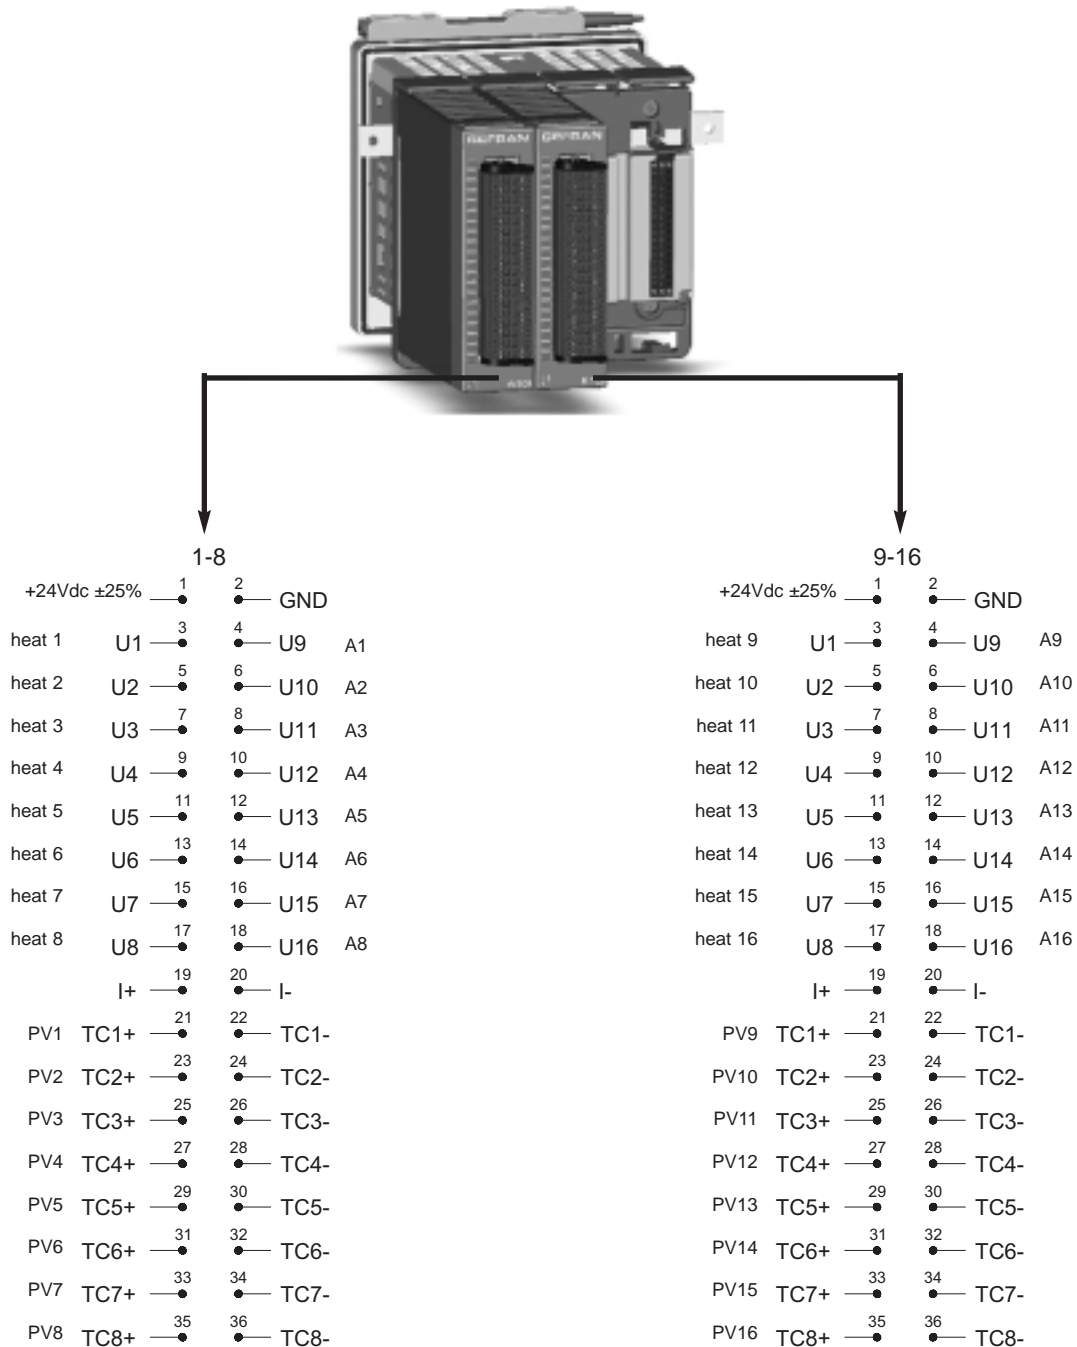 GEFRAN GEFRAN
1-8
+24Vdc ±25% 1 2 GND
heat 1 U1 3 4 U9 A1
heat 2 U2 5 6 U10 A2
heat 3 U3 7 8 U11 A3
heat 4 U4 9 10 U12 A4
heat 5 U5 11 12 U13 A5
heat 6 U6 13 14 U14 A6
heat 7 U7 15 16 U15 A7
heat 8 U8 17 18 U16 A8
I+ 19 20 I-
PV1 TC1+ 21 22 TC1-
PV2 TC2+ 23 24 TC2-
PV3 TC3+ 25 26 TC3-
PV4 TC4+ 27 28 TC4-
PV5 TC5+ 29 30 TC5-
PV6 TC6+ 31 32 TC6-
PV7 TC7+ 33 34 TC7-
PV8 TC8+ 35 36 TC8-
9-16
+24Vdc ±25% 1 2 GND
heat 9 U1 3 4 U9 A9
heat 10 U2 5 6 U10 A10
heat 11 U3 7 8 U11 A11
heat 12 U4 9 10 U12 A12
heat 13 U5 11 12 U13 A13
heat 14 U6 13 14 U14 A14
heat 15 U7 15 16 U15 A15
heat 16 U8 17 18 U16 A16
I+ 19 20 I-
PV9 TC1+ 21 22 TC1-
PV10 TC2+ 23 24 TC2-
PV11 TC3+ 25 26 TC3-
PV12 TC4+ 27 28 TC4-
PV13 TC5+ 29 30 TC5-
PV14 TC6+ 31 32 TC6-
PV15 TC7+ 33 34 TC7-
PV16 TC8+ 35 36 TC8-